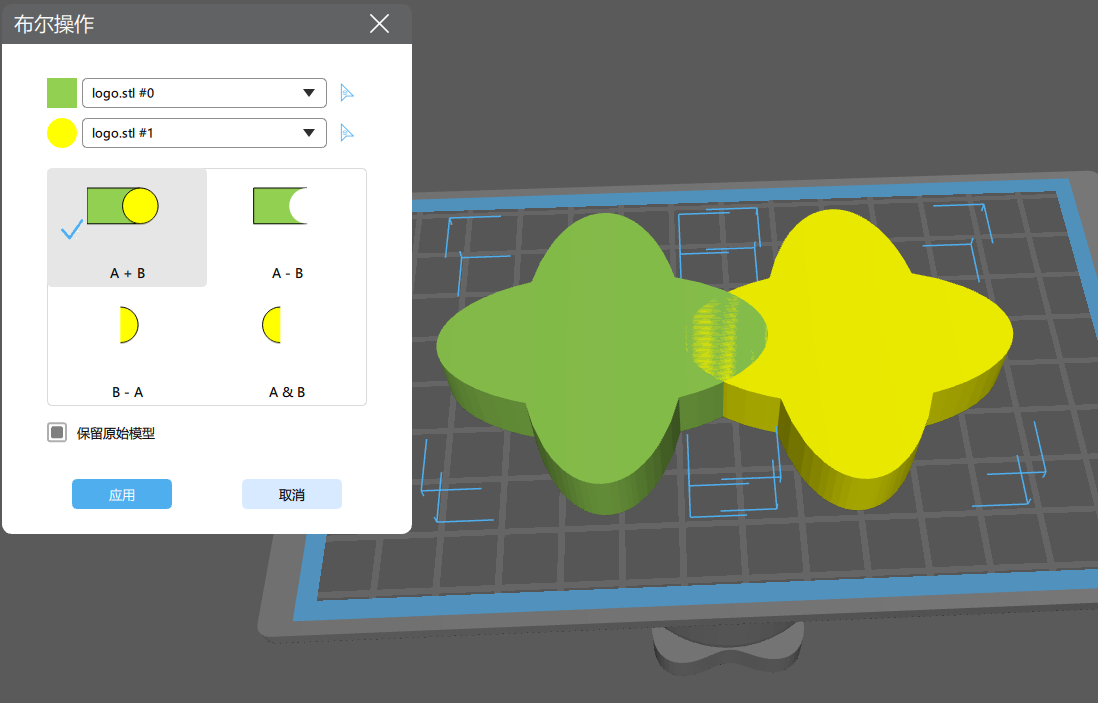 布尔操作
logo.stl #0
logo.stl #1
A + B
A - B
B - A
A & B
保留原始模型
应用
取消